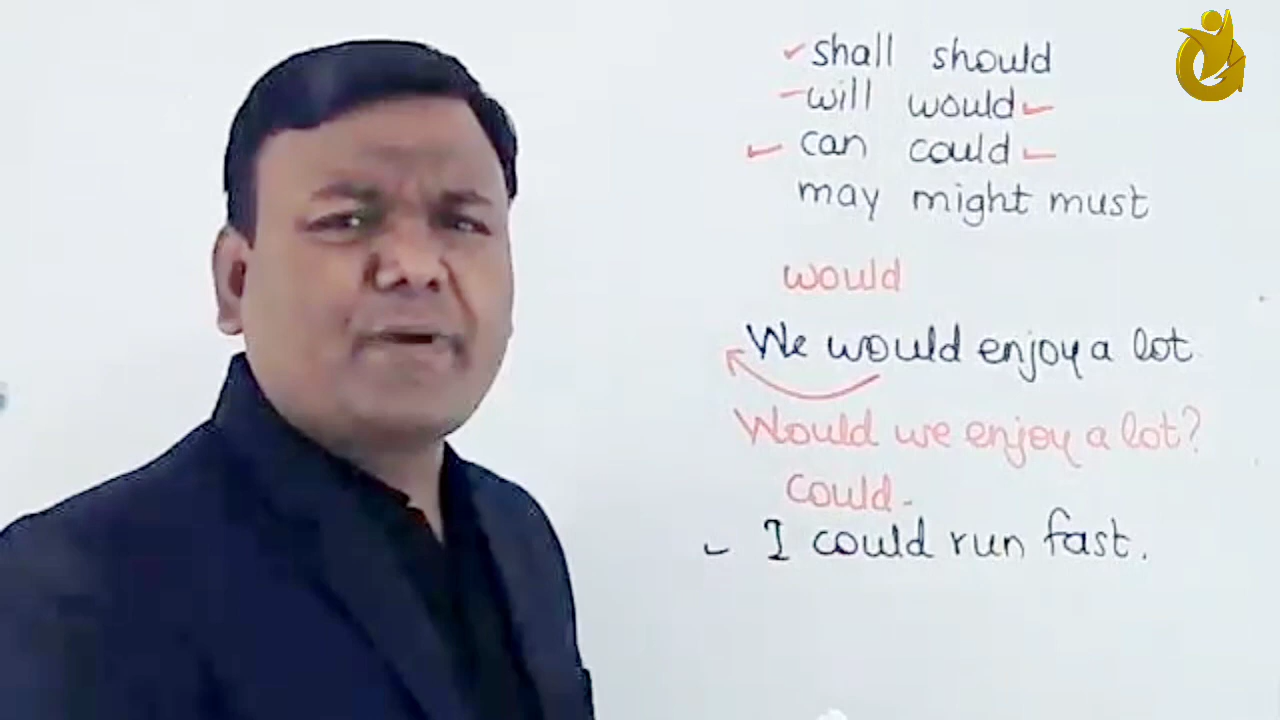 shall should
will would
can could
may might must
would
We would enjoy a lot
Would we enjoy a lot?
could
I could run fast.